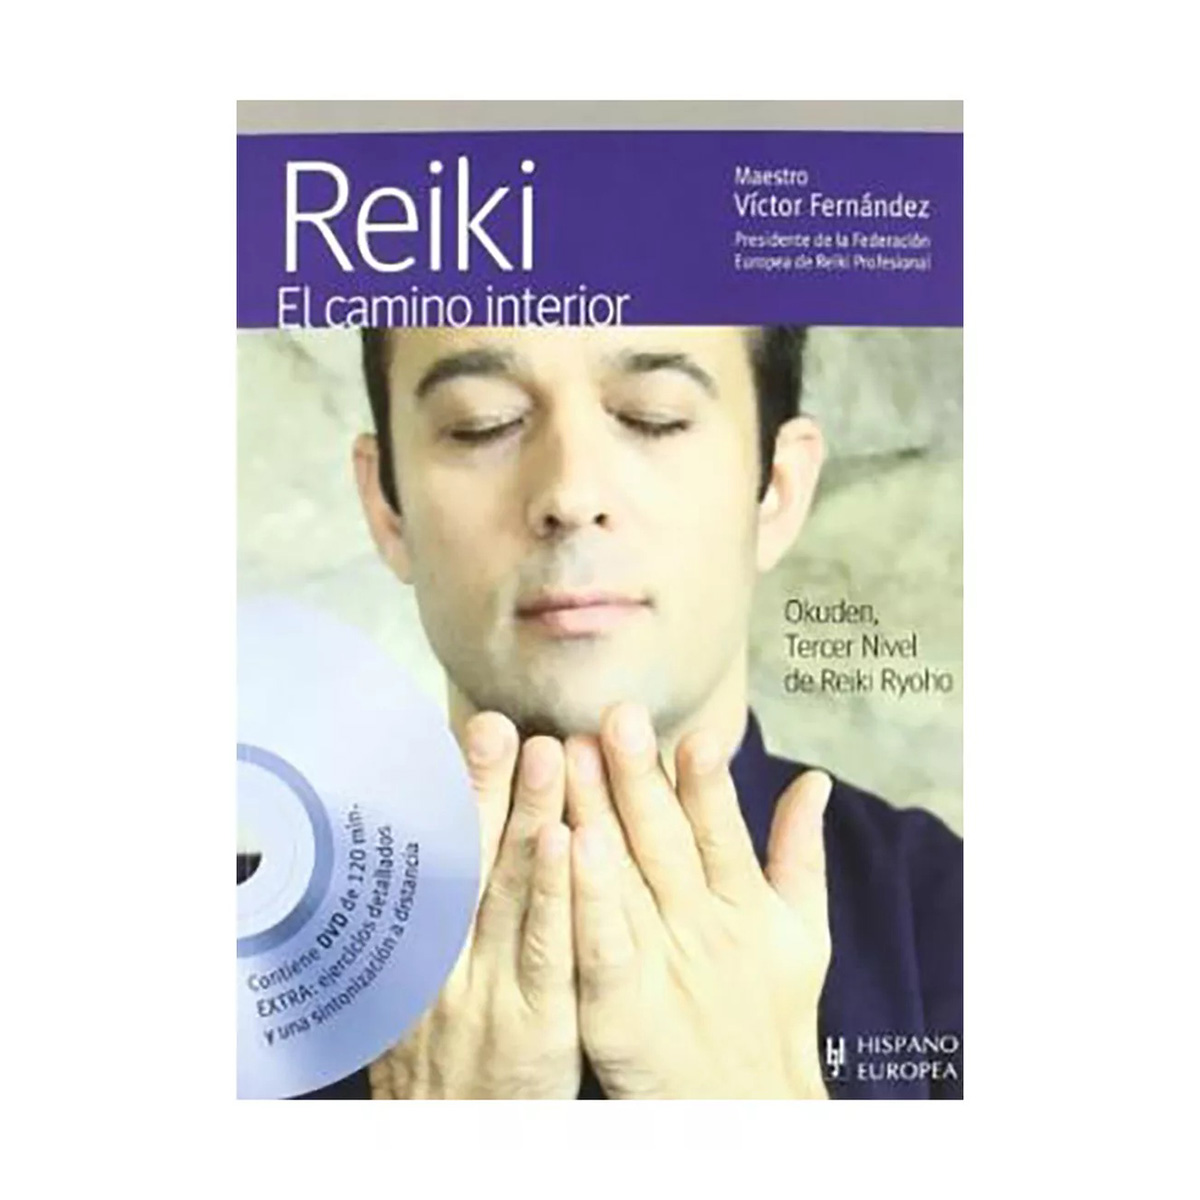 Reiki
El camino interior
Maestro
Víctor Fernández
Presidente de la Federación
Europea de Reiki Profesional
Okuden,
Tercer Nivel
de Reiki Ryoho
Contiene DVD de 120 min.
EXTRA: ejercicios detallados
y una sintonización a distancia
HISPANO
EUROPEA